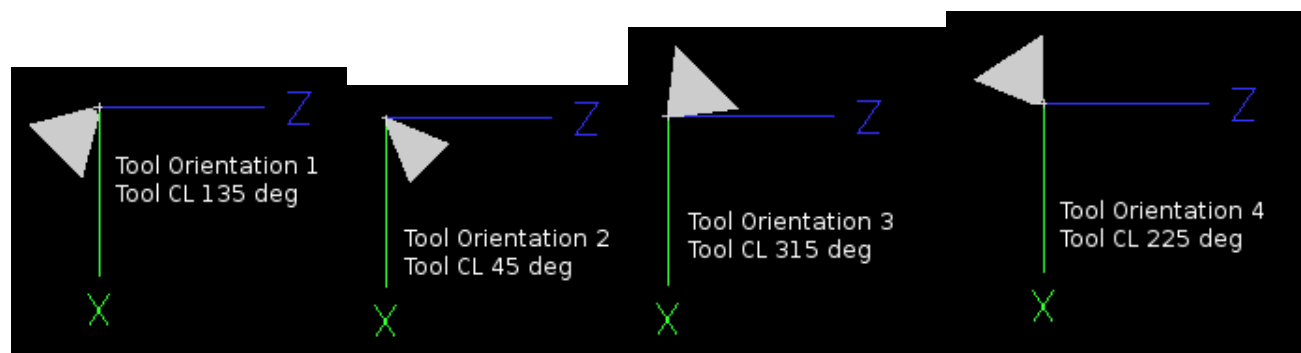 Z
Tool Orientation 1
Tool CL 135 deg
X
Z
Tool Orientation 2
Tool CL 45 deg
X
Z
Tool Orientation 3
Tool CL 315 deg
X
Z
Tool Orientation 4
Tool CL 225 deg
X